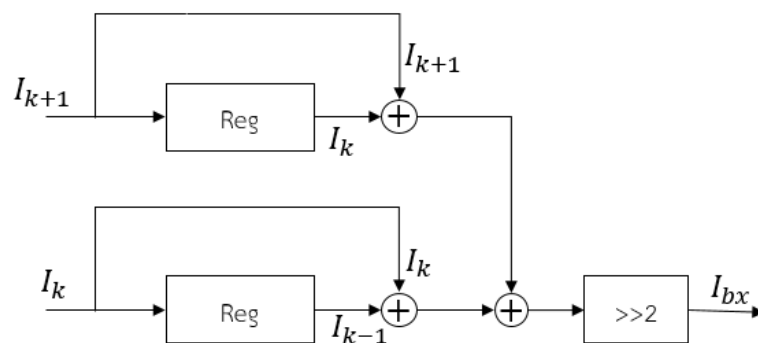 I_{k+1}
I_{k+1}
Reg
I_k
I_k
I_k
Reg
I_{k-1}
>>2
I_{bx}